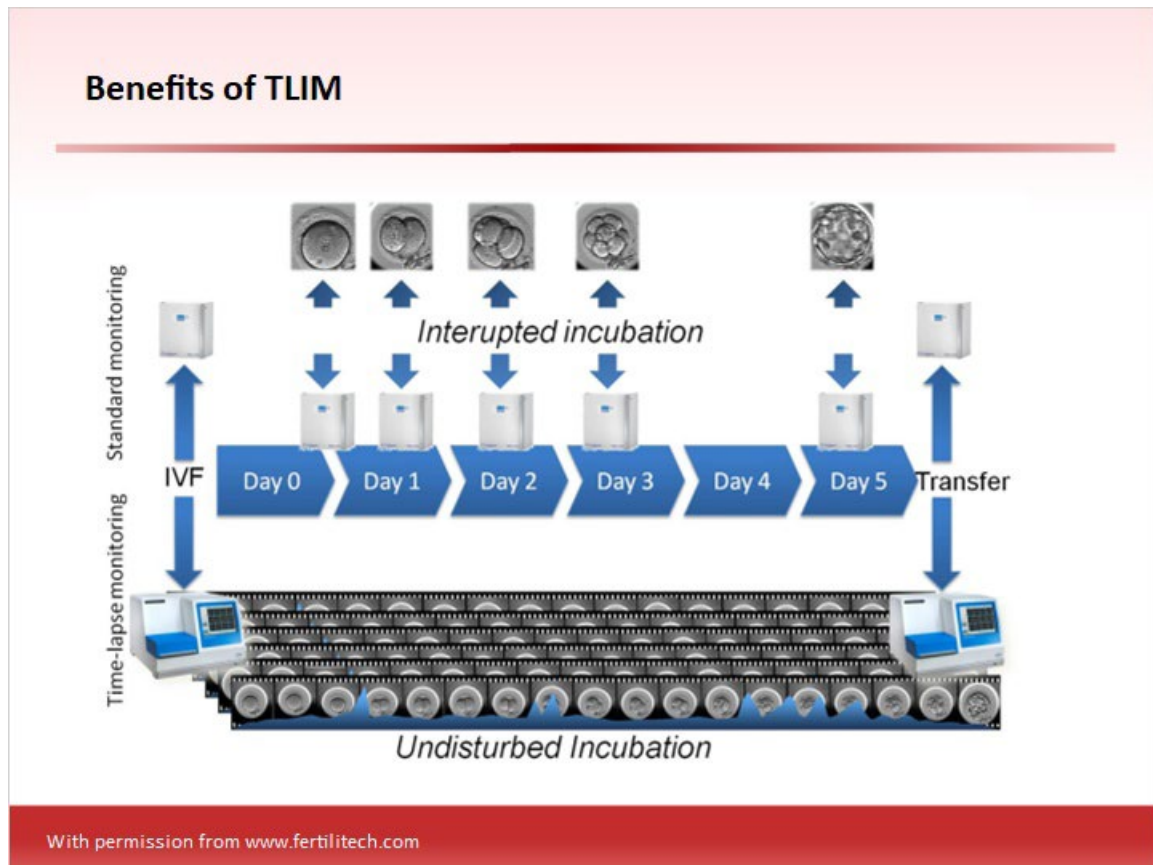 Benefits of TLIM
Standard monitoring
Interupted incubation
IVF
Day 0
Day 1
Day 2
Day 3
Day 4
Day 5
Transfer
Time-lapse monitoring
Undisturbed Incubation
With permission from www.fertilitech.com